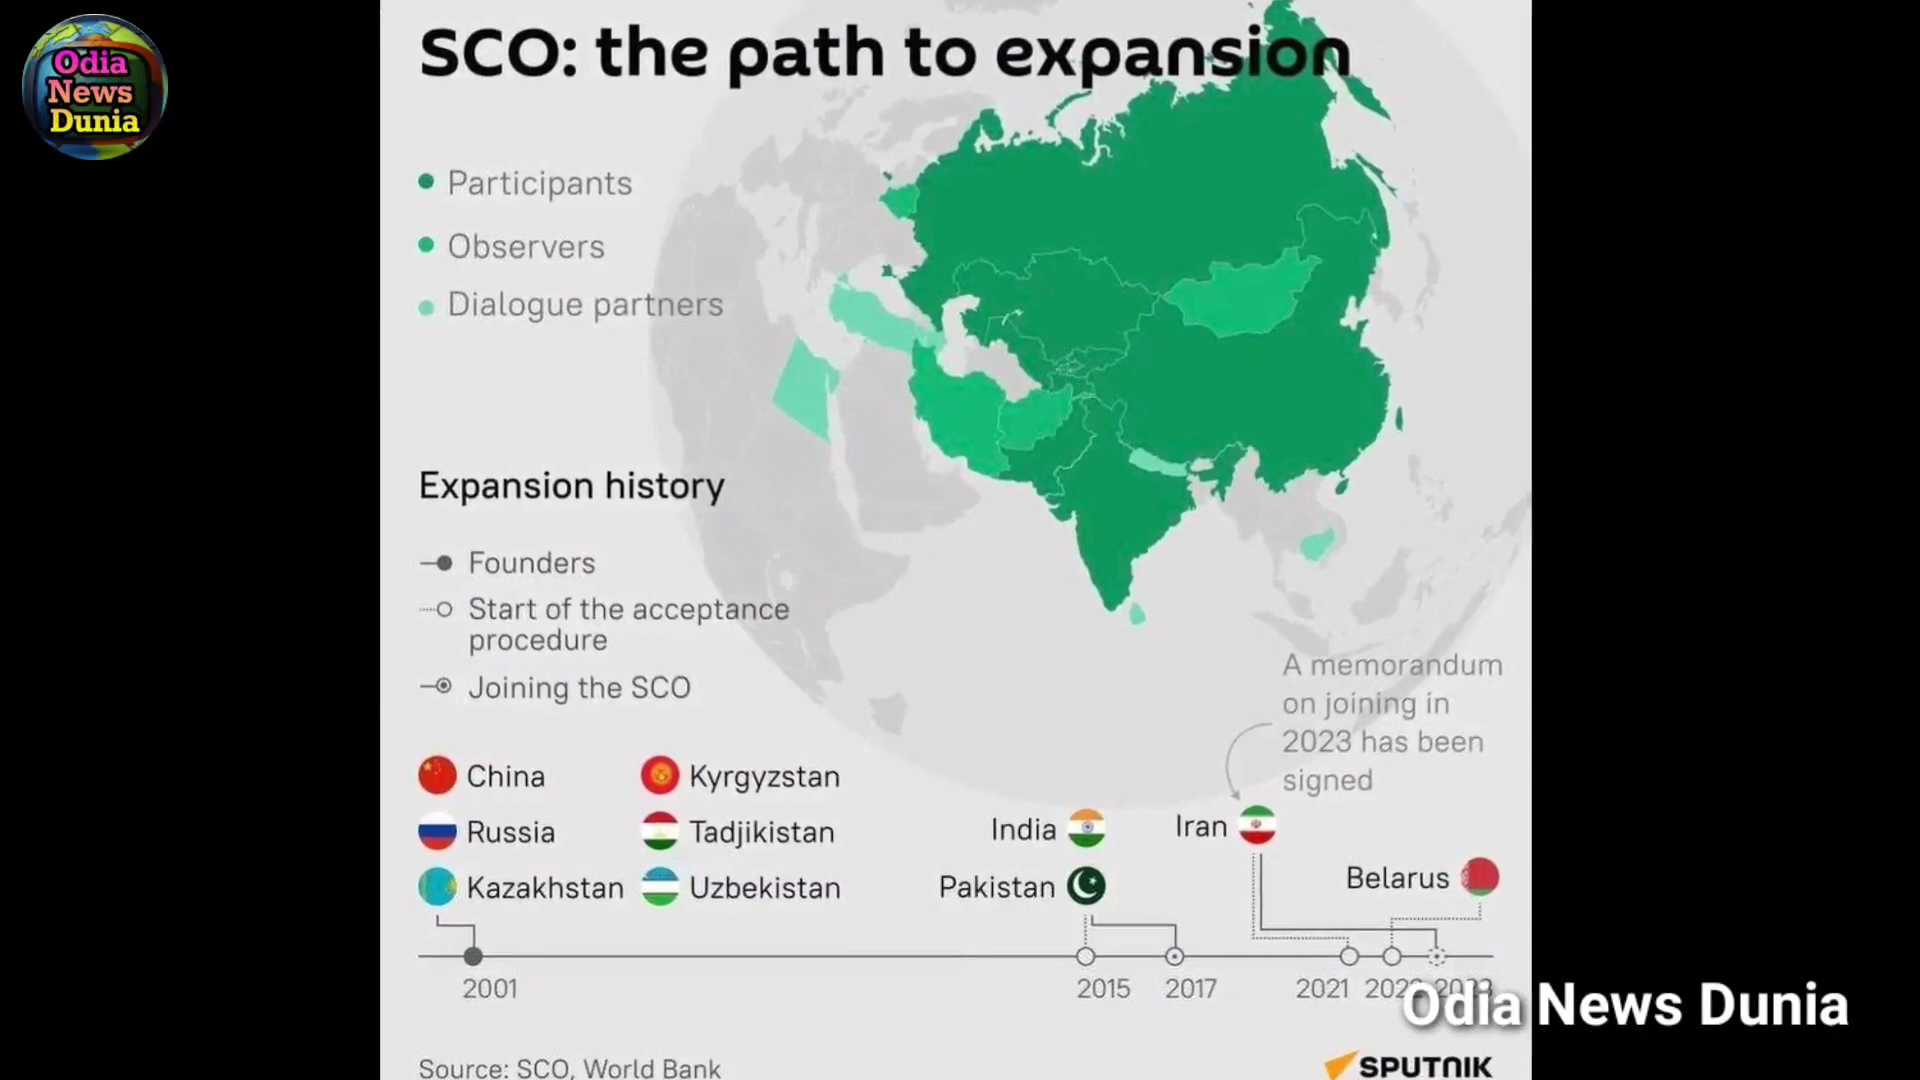 Odia
News
Dunia
SCO: the path to expansion
Participants
Observers
Dialogue partners
Expansion history
Founders
Start of the acceptance
procedure
Joining the SCO
A memorandum
on joining in
2023 has been
signed
China
Kyrgyzstan
Russia
Tadjikistan
Kazakhstan
Uzbekistan
India
Pakistan
Iran
Belarus
2001
2015
2017
2021
2022
2023
Odia News Dunia
Source: SCO, World Bank
SPUTNIK